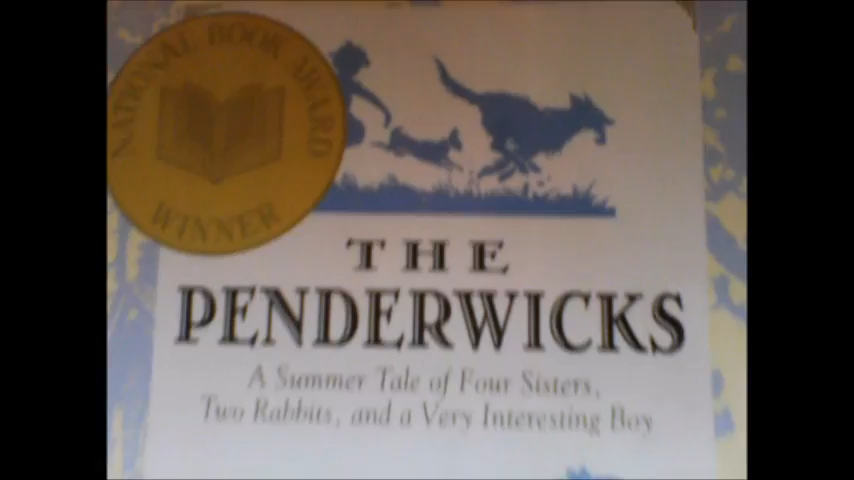 NATIONAL BOOK AWARD
WINNER
THE
PENDERWICKS
A Summer Tale of Four Sisters,
Two Rabbits, and a Very Interesting Boy